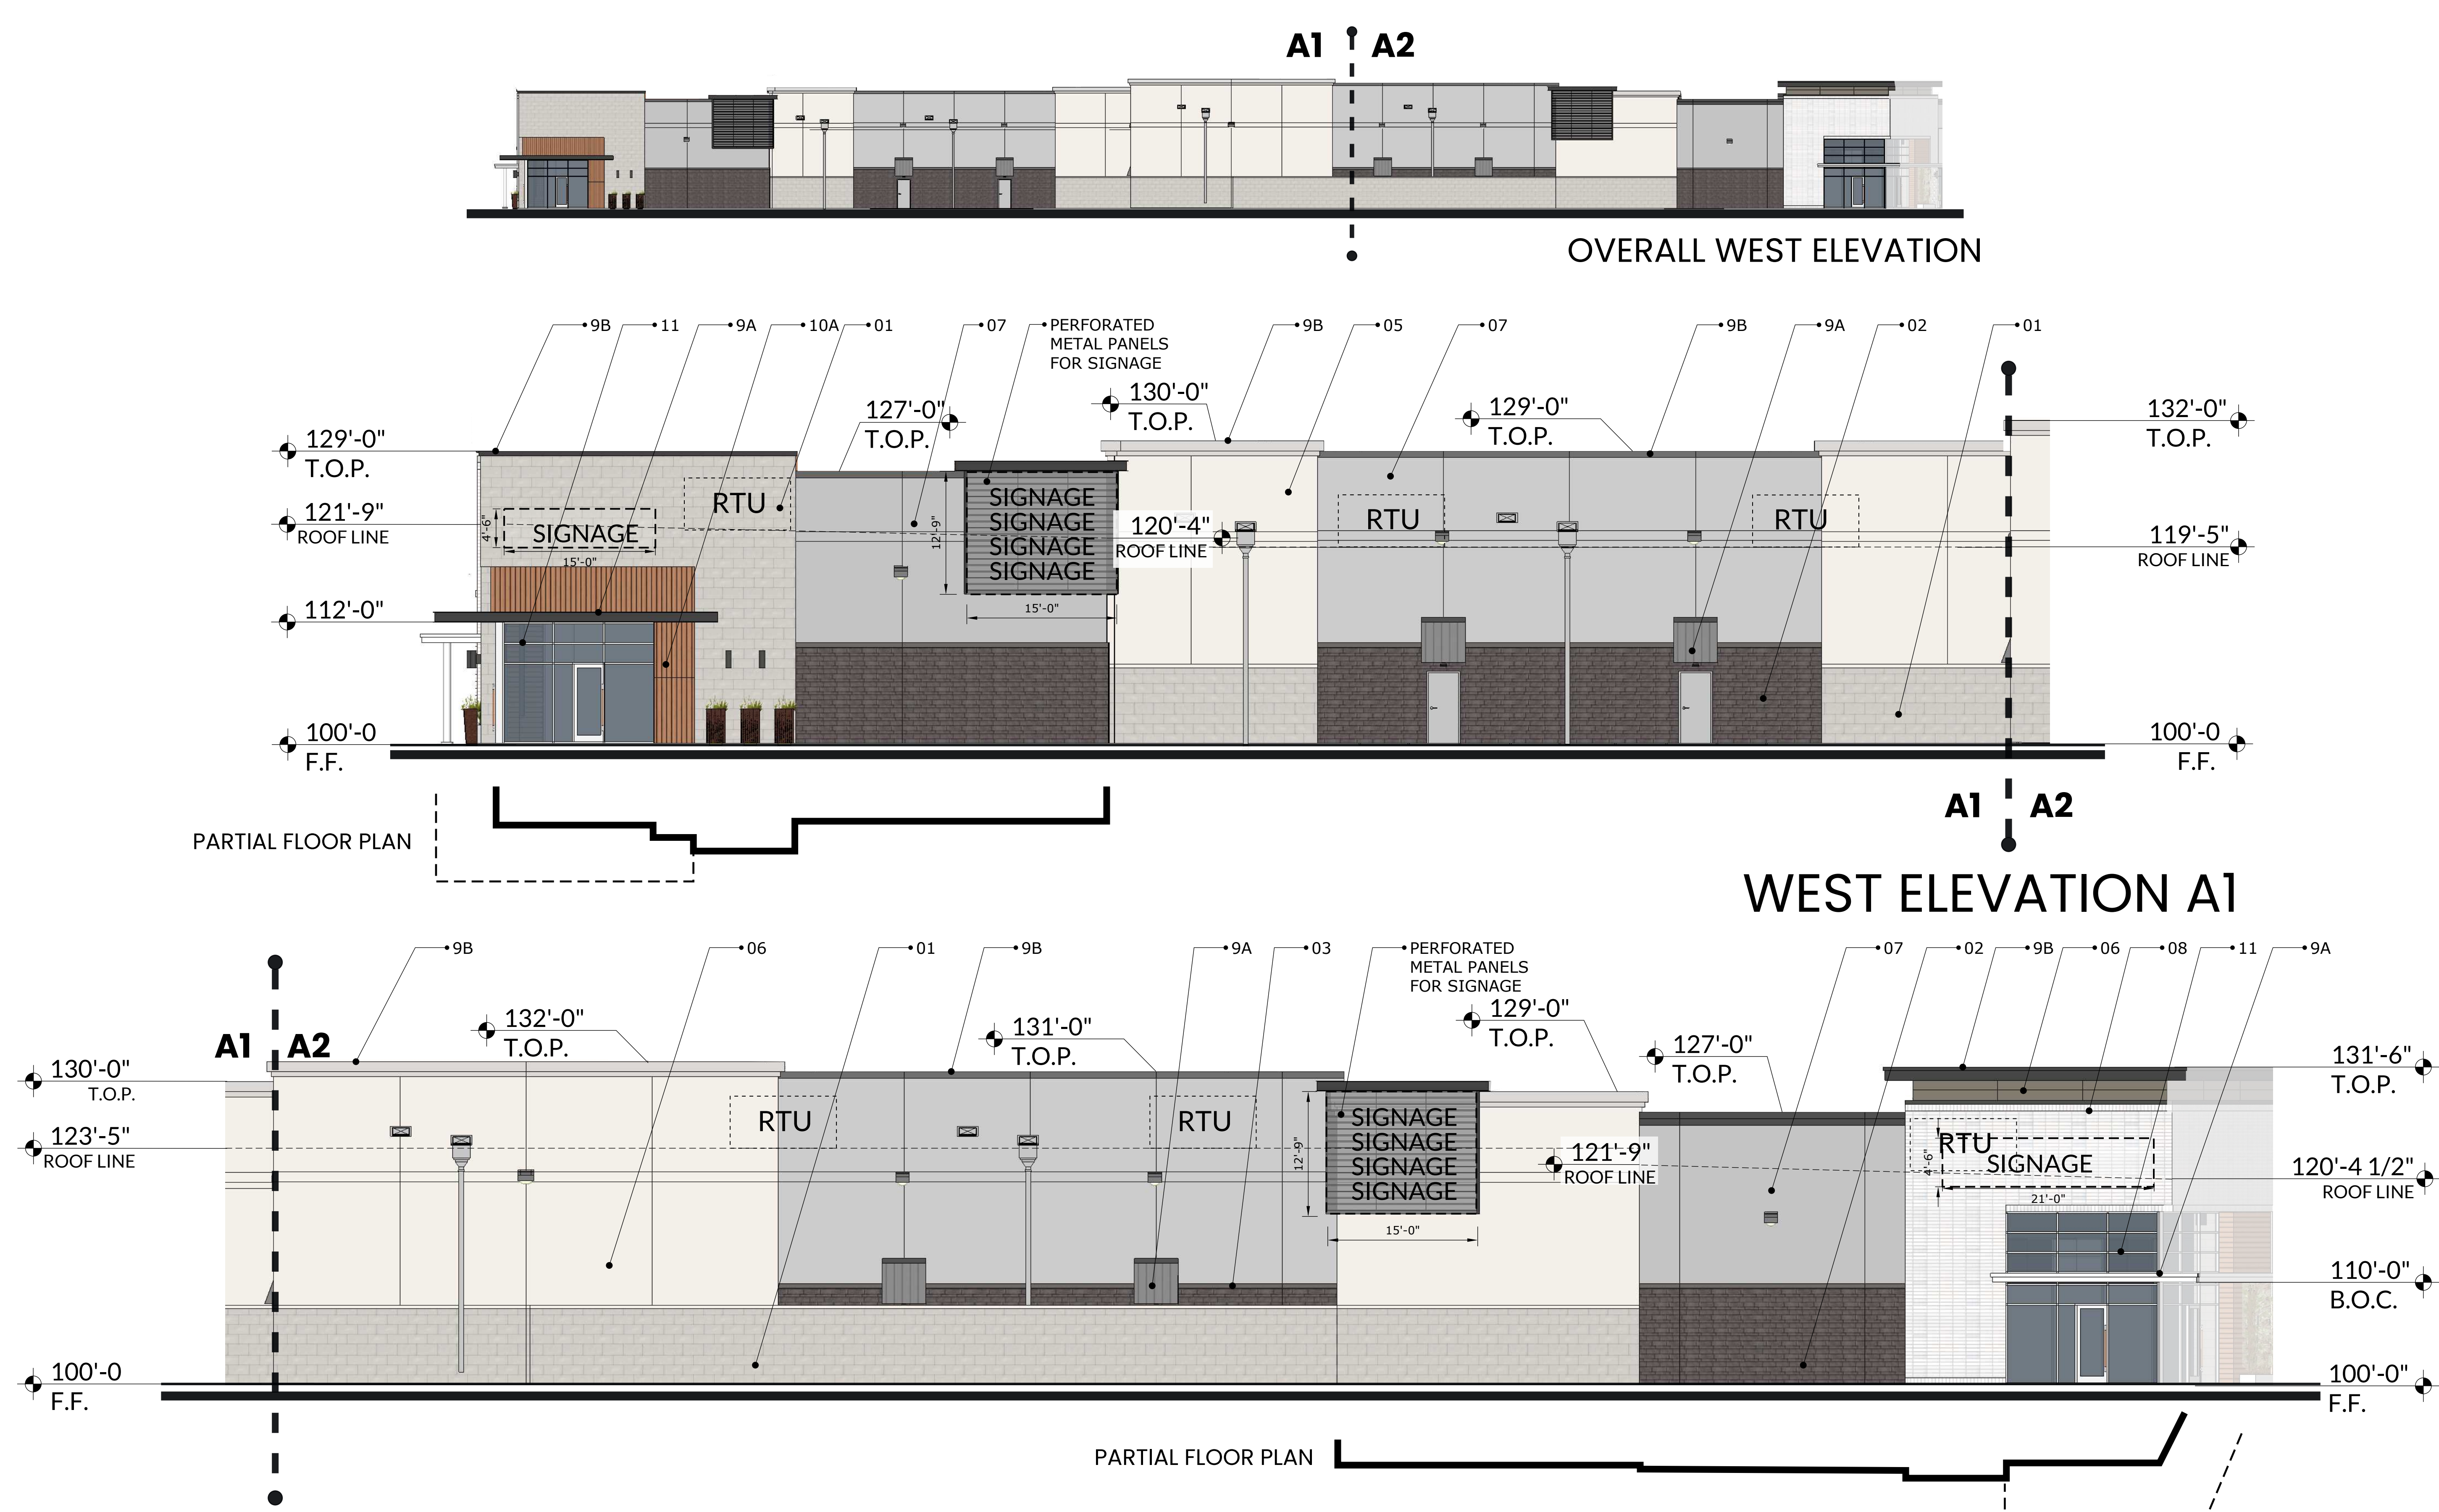 A1 A2
OVERALL WEST ELEVATION
9B 11 9A 10A 01 07 PERFORATED 9B 05 07 9B 9A 02 01
METAL PANELS
FOR SIGNAGE
129'-0"
T.O.P.
121'-9"
ROOF LINE
112'-0"
100'-0
F.F.
127'-0"
T.O.P.
130'-0"
T.O.P.
129'-0"
T.O.P.
132'-0"
T.O.P.
RTU
4'-6"
SIGNAGE
15'-0"
12'-9"
SIGNAGE
SIGNAGE
SIGNAGE
SIGNAGE
15'-0"
120'-4"
ROOF LINE
RTU
RTU
119'-5"
ROOF LINE
100'-0
F.F.
A1 A2
PARTIAL FLOOR PLAN
WEST ELEVATION A1
9B 06 01 9B 9A 03 PERFORATED 07 02 9B 06 08 11 9A
METAL PANELS
FOR SIGNAGE
A1 A2
130'-0"
T.O.P.
123'-5"
ROOF LINE
100'-0
F.F.
132'-0"
T.O.P.
131'-0"
T.O.P.
129'-0"
T.O.P.
127'-0"
T.O.P.
131'-6"
T.O.P.
RTU
RTU
12'-9"
SIGNAGE
SIGNAGE
SIGNAGE
SIGNAGE
15'-0"
121'-9"
ROOF LINE
RTU
4'-6"
SIGNAGE
21'-0"
120'-4 1/2"
ROOF LINE
110'-0"
B.O.C.
100'-0"
F.F.
PARTIAL FLOOR PLAN